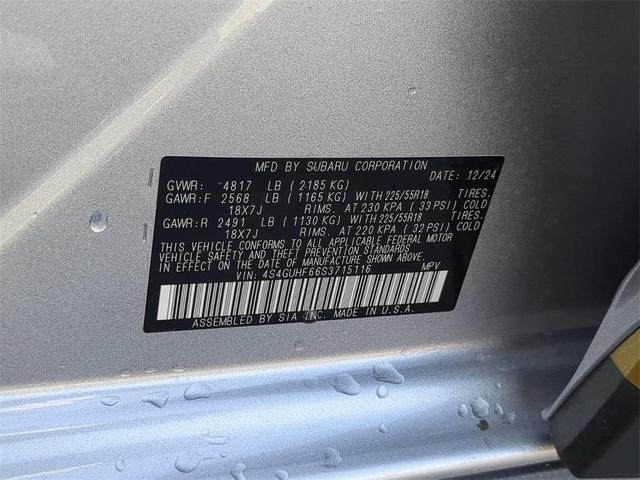 MFD BY SUBARU CORPORATION
DATE: 12/24
GVWR: 4817 LB ( 2185 KG)
GAWR:F 2568 LB ( 1165 KG) WITH 225/55R18 TIRES.
18X7J RIMS. AT 230 KPA ( 33 PSI) COLD
GAWR:R 2491 LB ( 1130 KG) WITH 225/55R18 TIRES.
18X7J RIMS. AT 220 KPA ( 32 PSI) COLD
THIS VEHICLE CONFORMS TO ALL APPLICABLE FEDERAL MOTOR
VEHICLE SAFETY AND THEFT PREVENTION STANDARDS
IN EFFECT ON DATE OF MANUFACTURE SHOWN ABOVE.
VIN: 4S4GUHF66S3715116 MPV
ASSEMBLED BY SIA INC. MADE IN U.S.A.